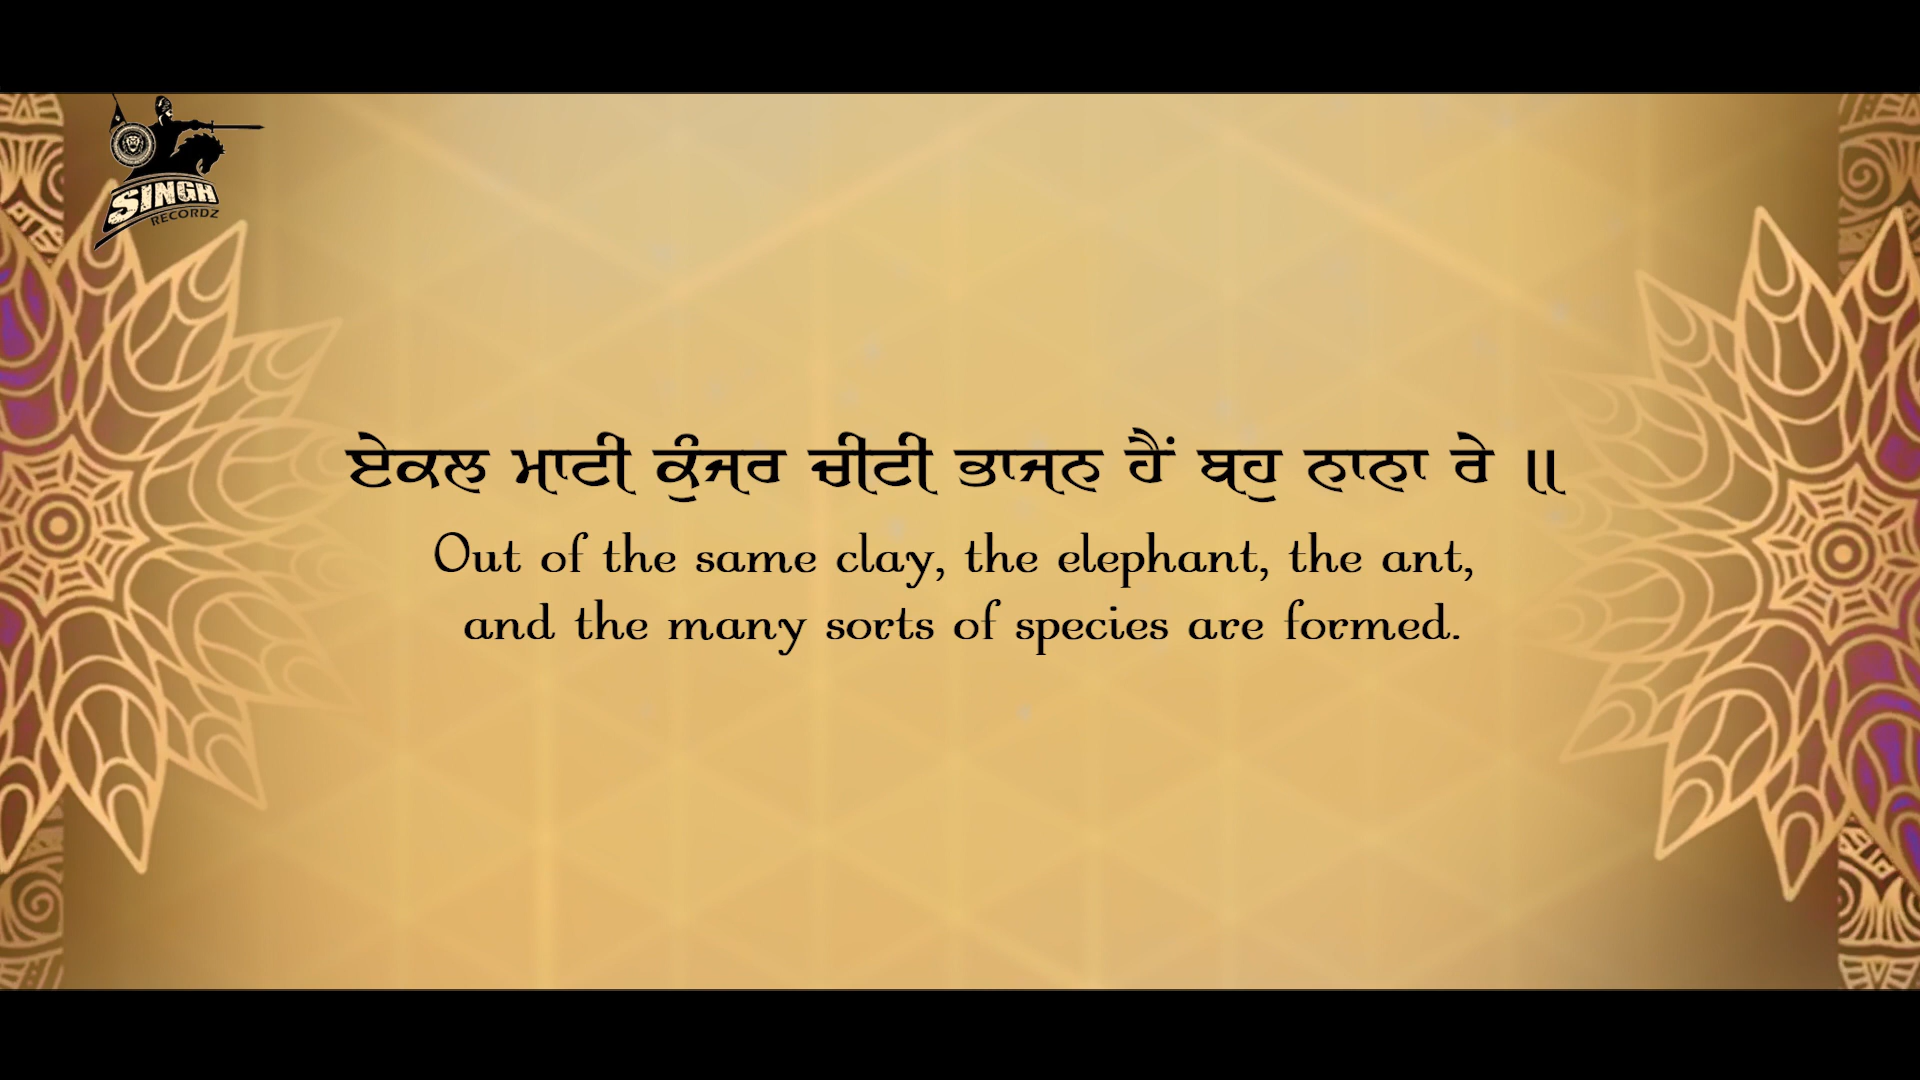 SINGH
RECORDZ
ਏਕਲ ਮਾਟੀ ਕੁੰਜਰ ਚੀਟੀ ਭਾਜਨ ਹੈਂ ਬਹੁ ਨਾਨਾ ਰੇ ॥
Out of the same clay, the elephant, the ant,
and the many sorts of species are formed.